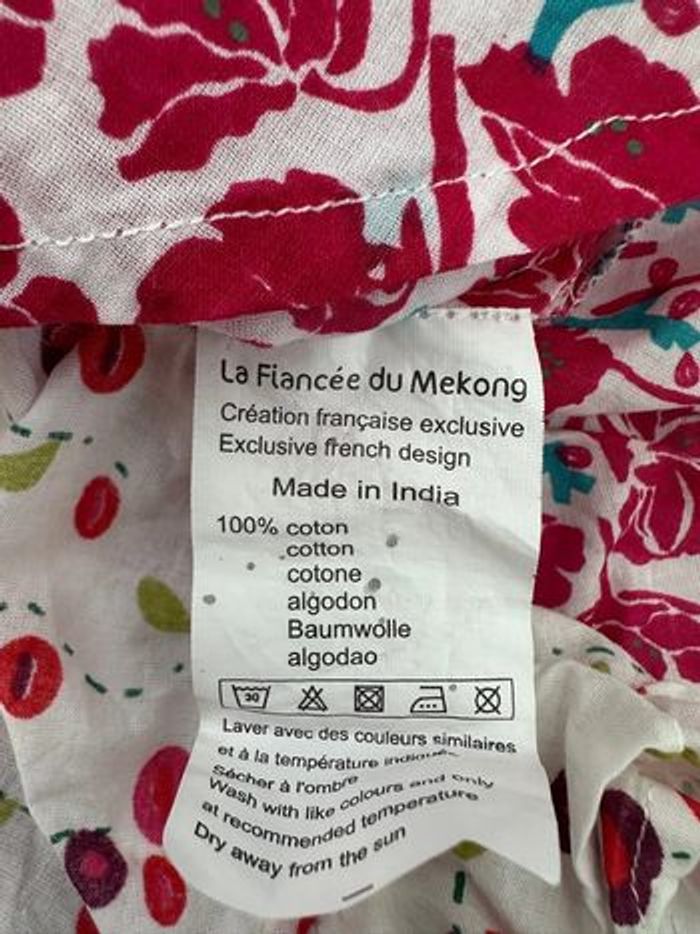 La Fiancée du Mekong
Création française exclusive
Exclusive french design
Made in India
100% coton
cotton
cotone
algodon
Baumwolle
algodao
30
Laver avec des couleurs similaires
et à la température indiquée
Sécher à l'ombre
Wash with like colours and only
at recommended temperature
Dry away from the sun